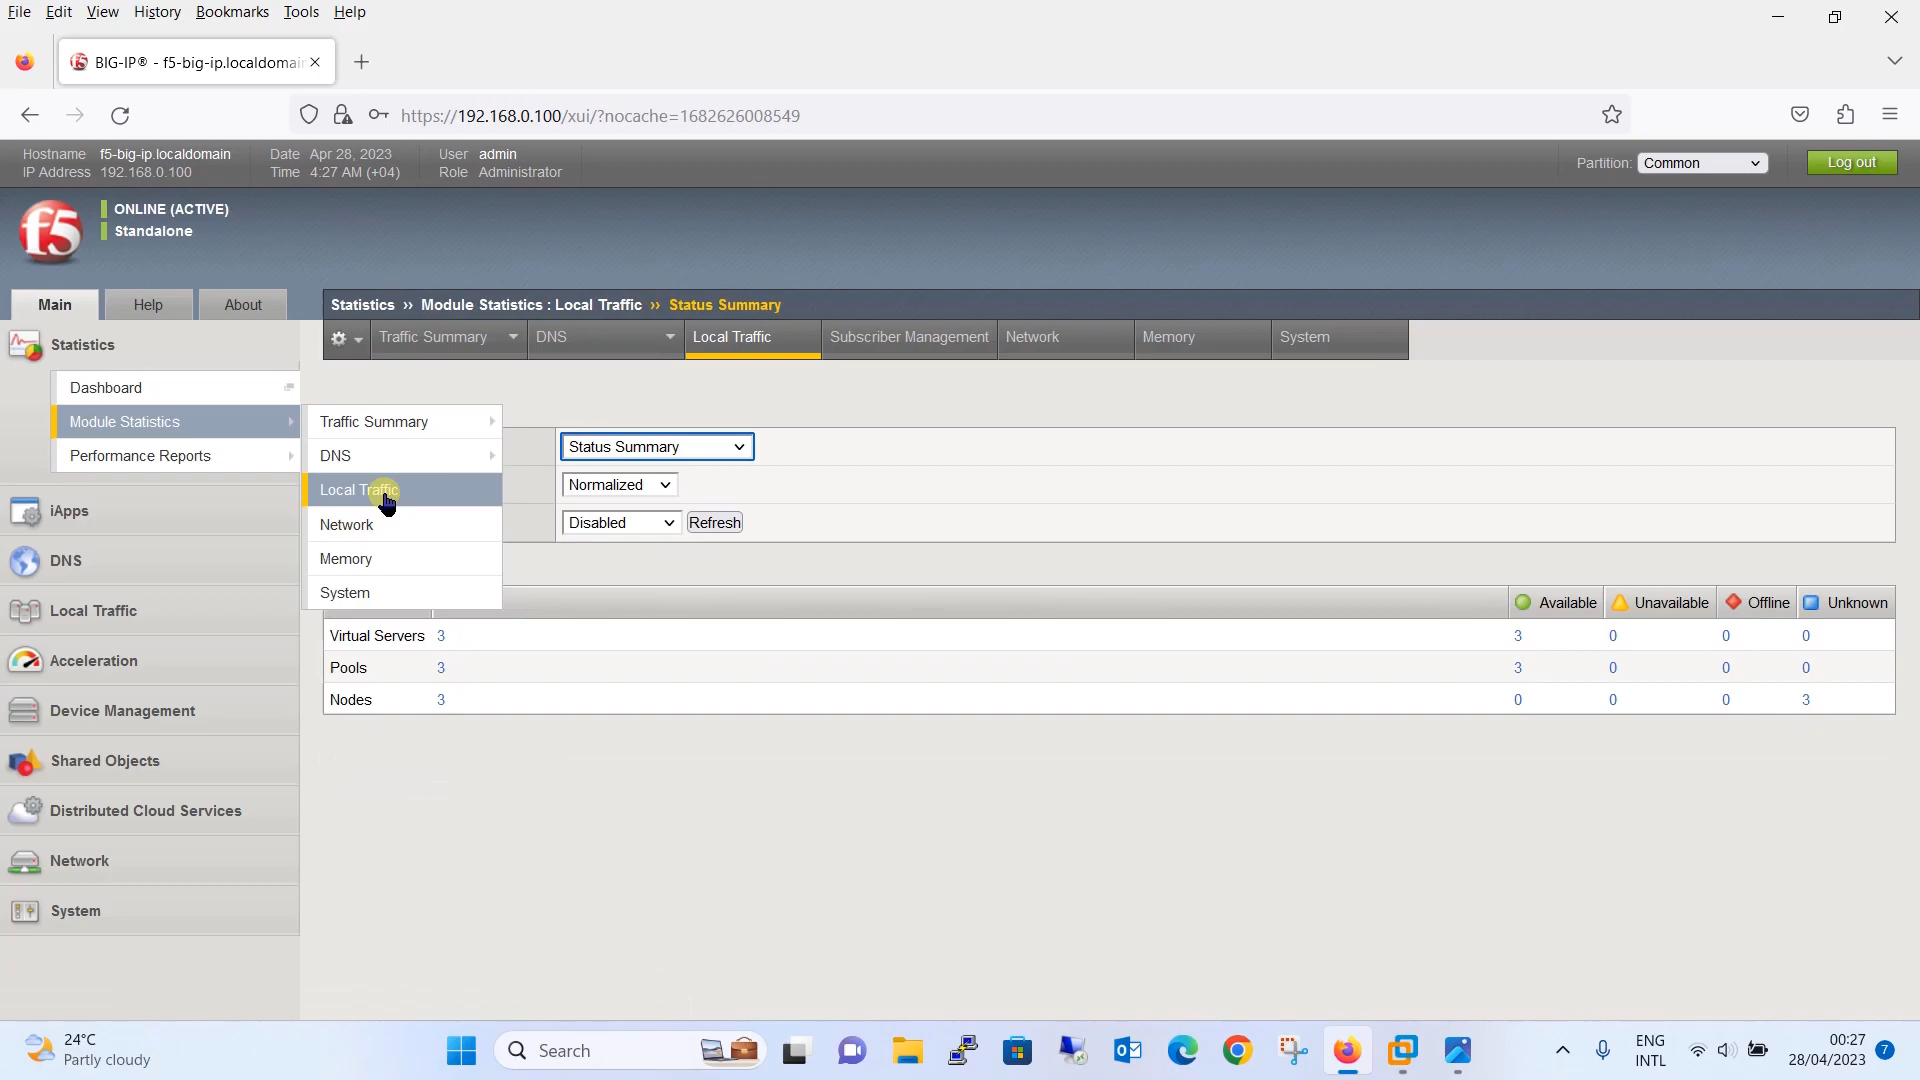 File Edit View History Bookmarks Tools Help
BIG-IP® - f5-big-ip.localdomain
https://192.168.0.100/xui/?nocache=1682626008549
Hostname f5-big-ip.localdomain Date Apr 28, 2023 User admin
IP Address 192.168.0.100 Time 4:27 AM (+04) Role Administrator
Partition: Common Log out
f5
ONLINE (ACTIVE)
Standalone
Main Help About
Statistics ›› Module Statistics : Local Traffic ›› Status Summary
Traffic Summary DNS Local Traffic Subscriber Management Network Memory System
Statistics
Dashboard
Module Statistics
Performance Reports
Traffic Summary
DNS
Local Traffic
Network
Memory
System
Status Summary
Normalized
Disabled Refresh
iApps
DNS
Local Traffic
Acceleration
Device Management
Shared Objects
Distributed Cloud Services
Network
System
Available Unavailable Offline Unknown
Virtual Servers 3 3 0 0 0
Pools 3 3 0 0 0
Nodes 3 0 0 0 3
24°C
Partly cloudy
Search
ENG
INTL
00:27
28/04/2023
7